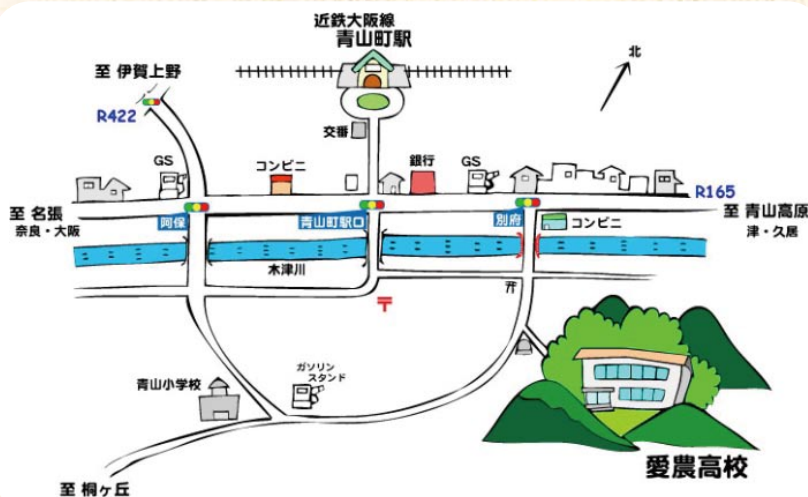 近鉄大阪線
青山町駅
北
至 伊賀上野
R422
交番
GS
コンビニ
銀行
GS
R165
至 名張
奈良・大阪
阿保
青山町駅口
別府
コンビニ
至 青山高原
津・久居
木津川
〒
ガソリン
スタンド
青山小学校
愛農高校
至 桐ヶ丘